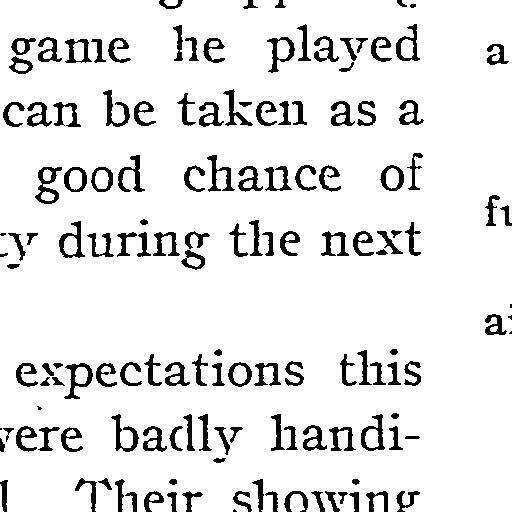 game he played
can be taken as a
good chance of
during the next
expectations this
were badly handi-
Their showing
a